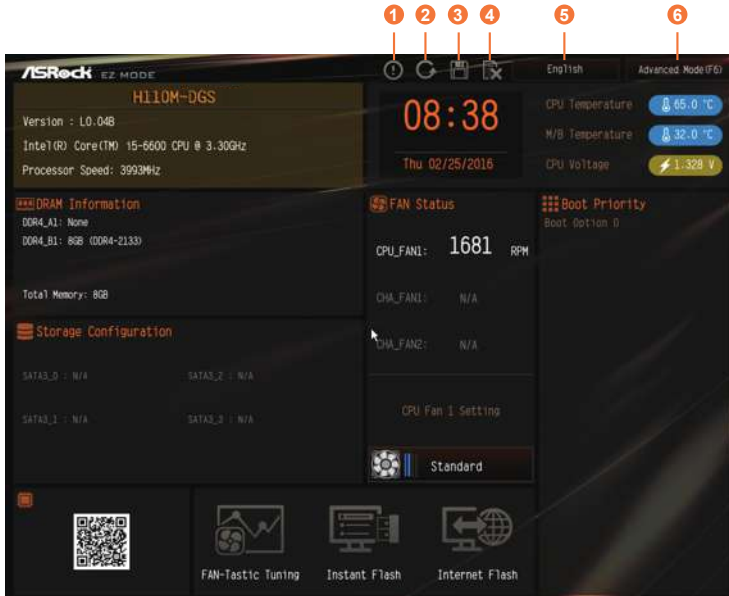 1 2 3 4 5 6
ASRock EZ MODE
English
Advanced Mode(F6)
H110M-DGS
Version : L0.04B
Intel(R) Core(TM) i5-6600 CPU @ 3.30GHz
Processor Speed: 3993MHz
08:38
Thu 02/25/2016
CPU Temperature 65.0 °C
M/B Temperature 32.0 °C
CPU Voltage 1.328 V
DRAM Information
DDR4_A1: None
DDR4_B1: 8GB (DDR4-2133)
Total Memory: 8GB
Storage Configuration
SATA3_0 : N/A SATA3_2 : N/A
SATA3_1 : N/A SATA3_3 : N/A
FAN Status
CPU_FAN1: 1681 RPM
CHA_FAN1: N/A
CHA_FAN2: N/A
CPU Fan 1 Setting
Standard
Boot Priority
Boot Option 0
FAN-Tastic Tuning
Instant Flash
Internet Flash